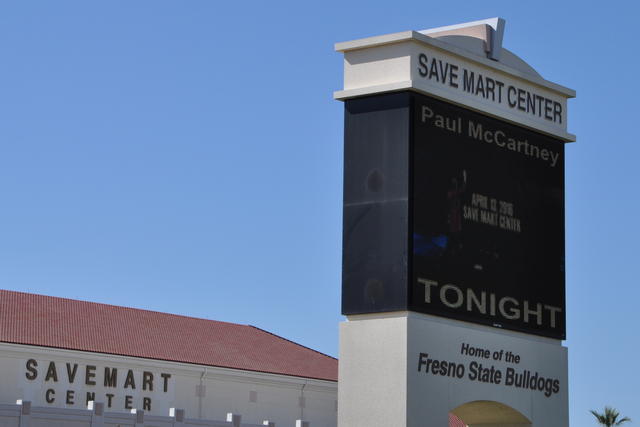 SAVE MART CENTER
Paul McCartney
APRIL 13, 2016
SAVE MART CENTER
TONIGHT
Home of the
Fresno State Bulldogs
SAVEMART
CENTER